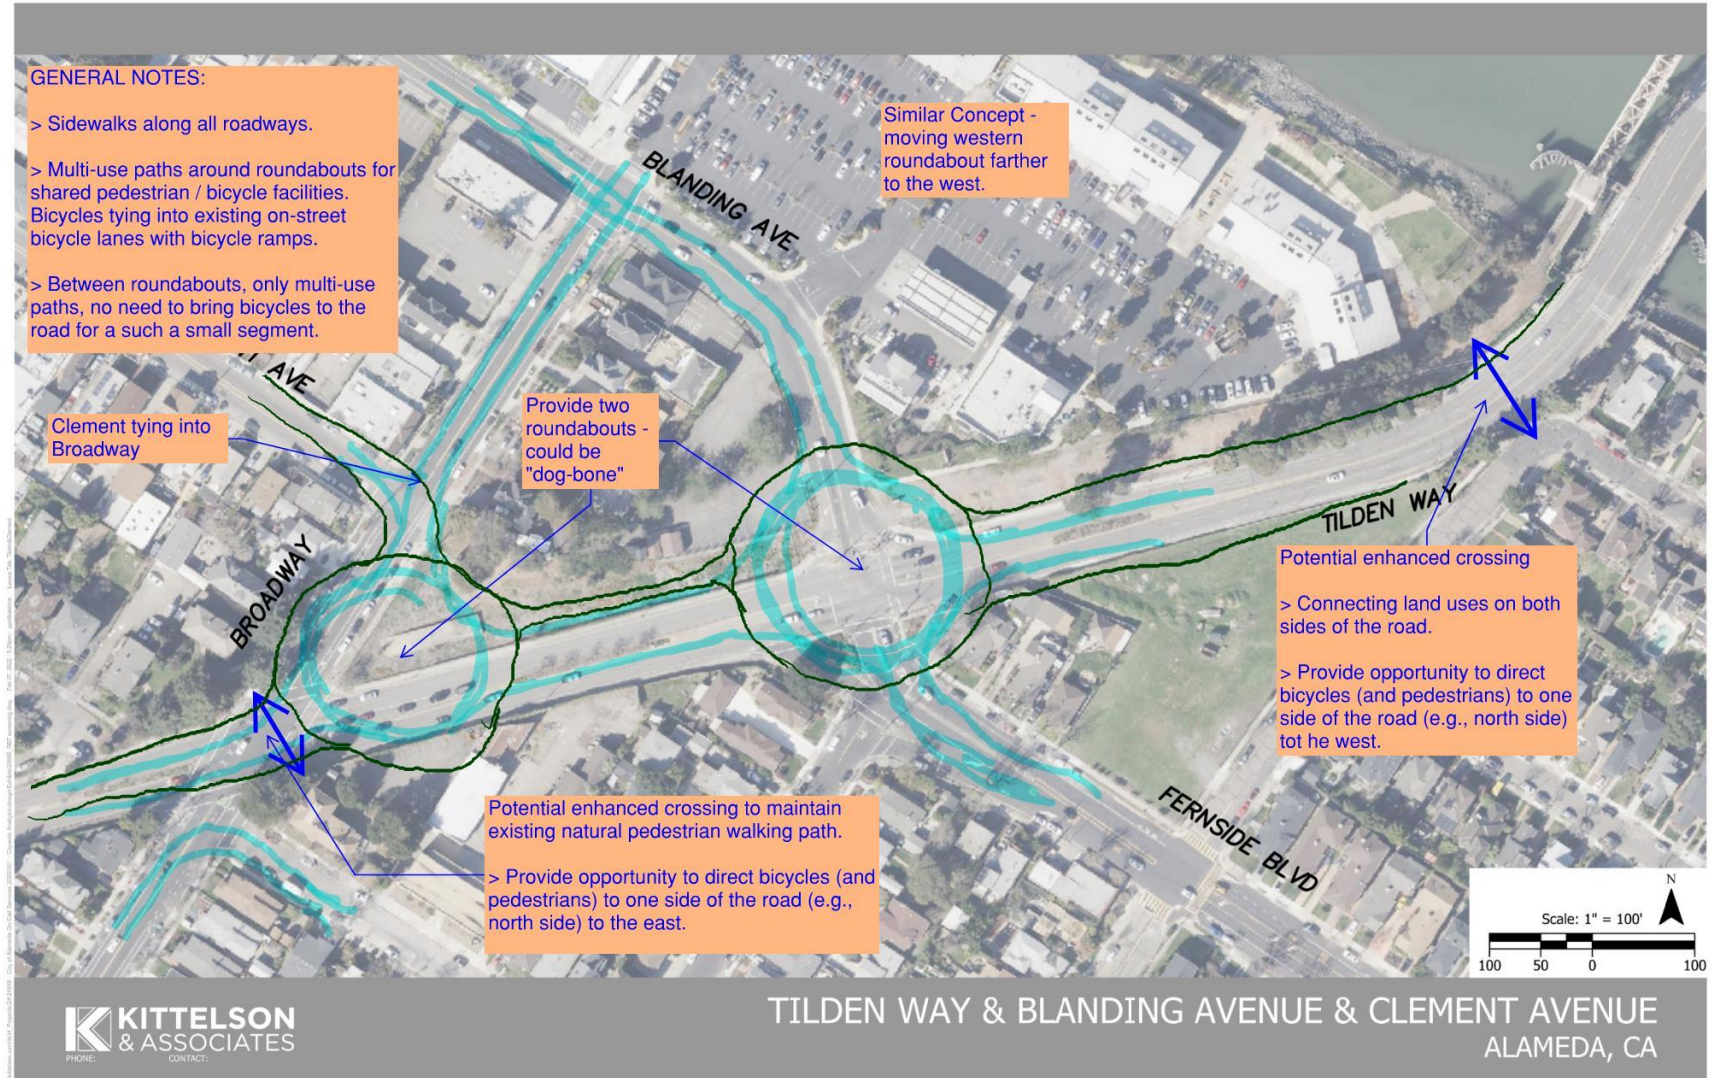 GENERAL NOTES:
> Sidewalks along all roadways.
> Multi-use paths around roundabouts for
shared pedestrian / bicycle facilities.
Bicycles tying into existing on-street
bicycle lanes with bicycle ramps.
> Between roundabouts, only multi-use
paths, no need to bring bicycles to the
road for a such a small segment.
Similar Concept -
moving western
roundabout farther
to the west.
BLANDING AVE
AVE
Clement tying into
Broadway
Provide two
roundabouts -
could be
"dog-bone"
BROADWAY
TILDEN WAY
Potential enhanced crossing
> Connecting land uses on both
sides of the road.
> Provide opportunity to direct
bicycles (and pedestrians) to one
side of the road (e.g., north side)
tot he west.
Potential enhanced crossing to maintain
existing natural pedestrian walking path.
> Provide opportunity to direct bicycles (and
pedestrians) to one side of the road (e.g.,
north side) to the east.
FERNSIDE BLVD
N
Scale: 1" = 100'
100 50 0 100
KITTELSON
& ASSOCIATES
PHONE: CONTACT:
TILDEN WAY & BLANDING AVENUE & CLEMENT AVENUE
ALAMEDA, CA